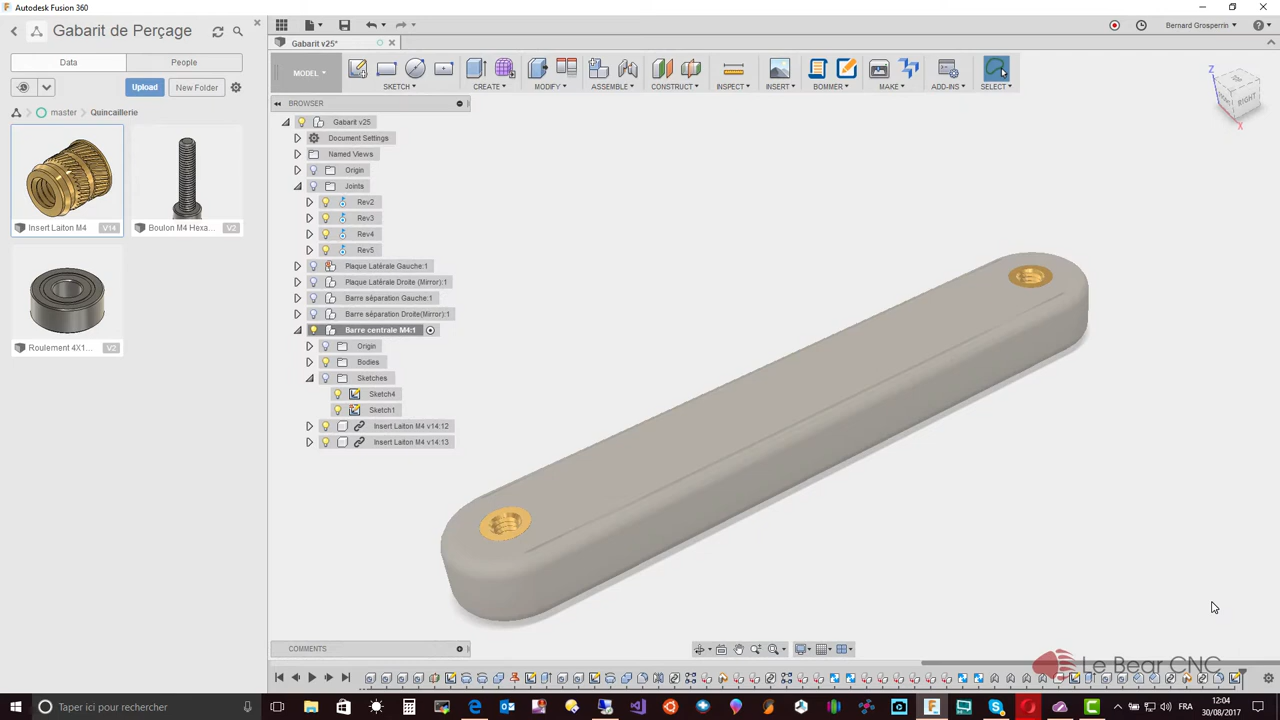 Autodesk Fusion 360
Gabarit de Perçage
Data
People
Upload
New Folder
master
Quincaillerie
Insert Laiton M4
V14
Boulon M4 Hexa...
V2
Roulement 4X1...
V2
Bernard Grosperrin
Gabarit v25*
MODEL
SKETCH
CREATE
MODIFY
ASSEMBLE
CONSTRUCT
INSPECT
INSERT
BOMMER
MAKE
ADD-INS
SELECT
BROWSER
Gabarit v25
Document Settings
Named Views
Origin
Joints
Rev2
Rev3
Rev4
Rev5
Plaque Latérale Gauche:1
Plaque Latérale Droite (Mirror):1
Barre séparation Gauche:1
Barre séparation Droite(Mirror):1
Barre centrale M4:1
Origin
Bodies
Sketches
Sketch4
Sketch1
Insert Laiton M4 v14:12
Insert Laiton M4 v14:13
Z
RIGHT
X
COMMENTS
Le Bear CNC
Taper ici pour rechercher
FRA
12:04
30/08/2017